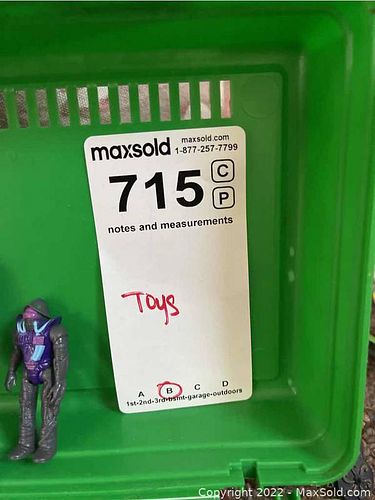 maxsold maxsold.com
1-877-257-7799
715 C
P
notes and measurements
Toys
A B C D
1st-2nd-3rd-bsmt-garage-outdoors
Copyright 2022 - MaxSold.com